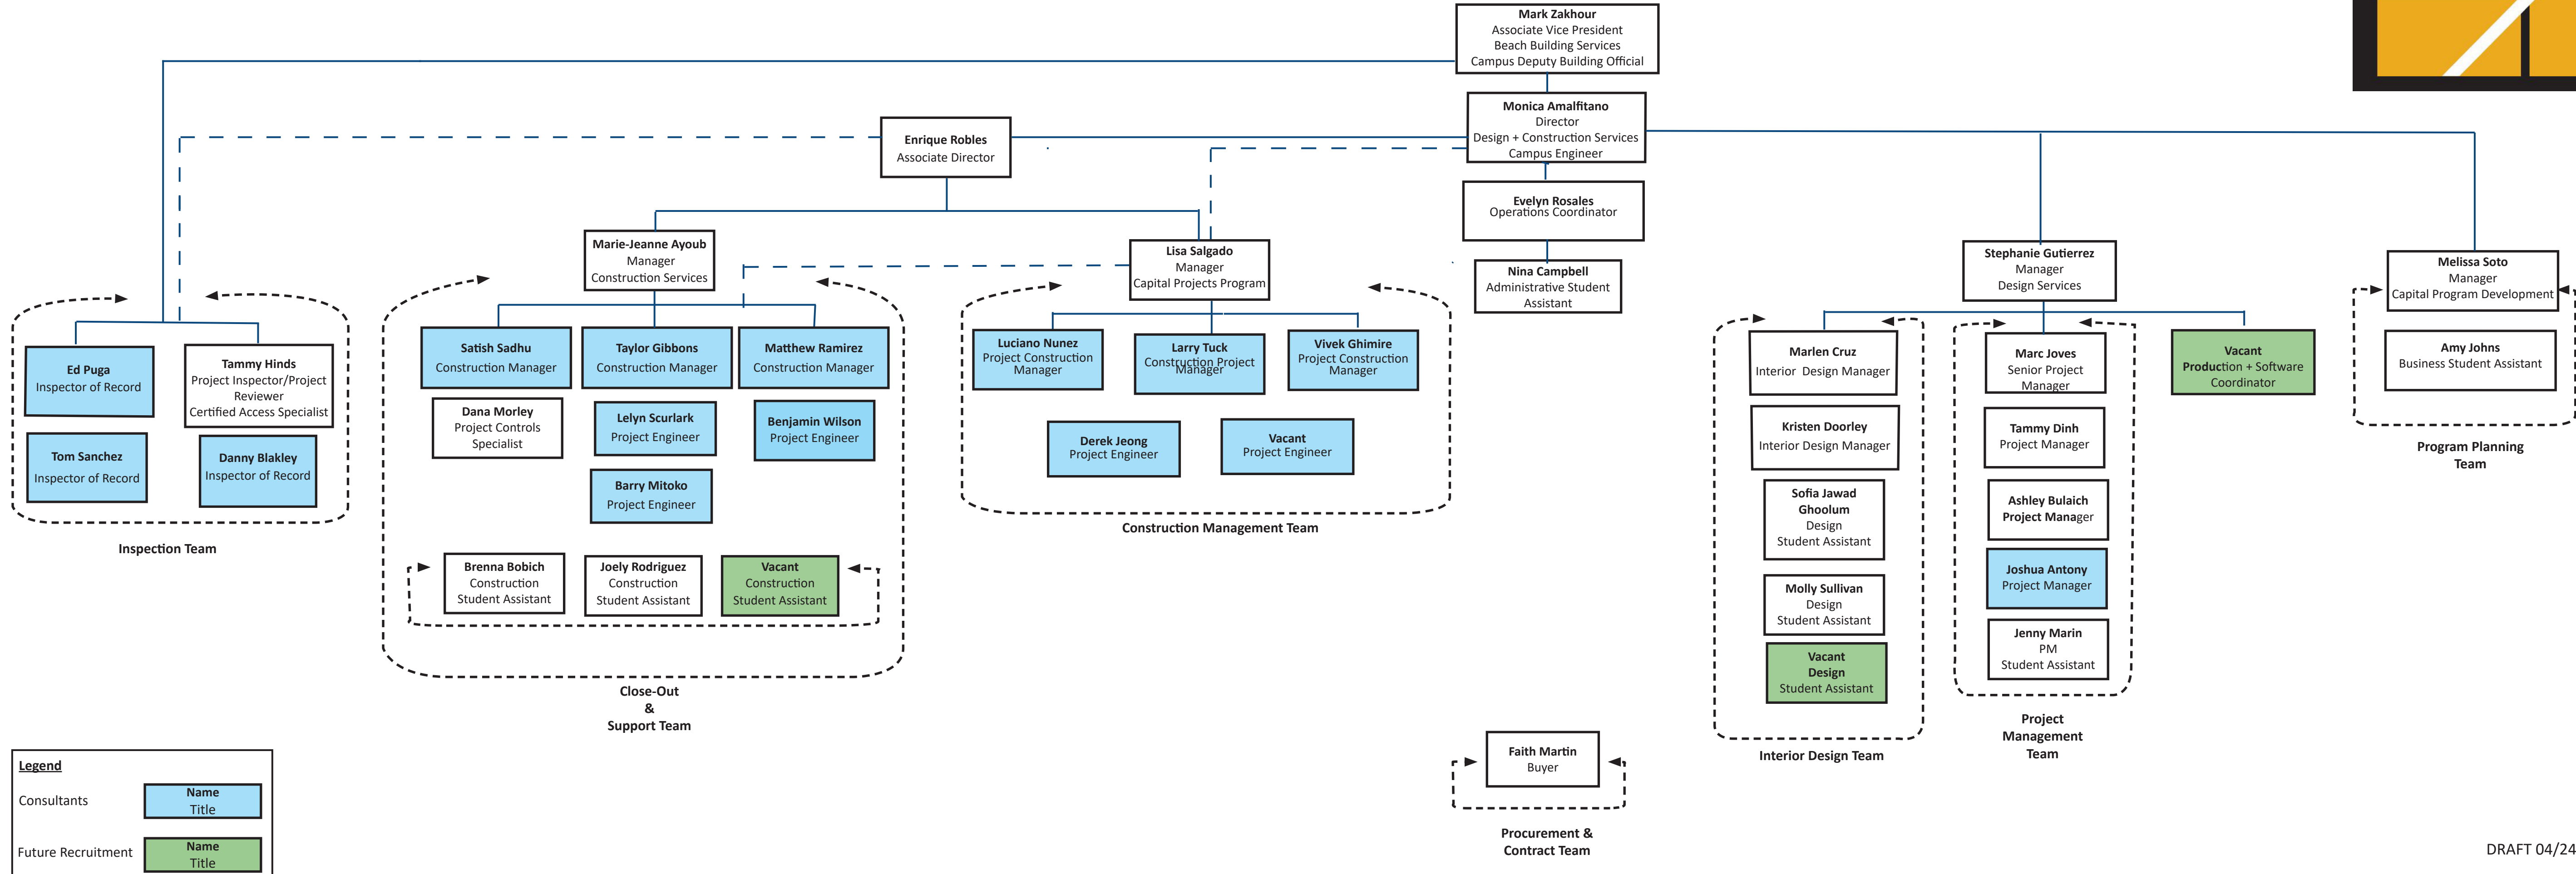 Mark Zakhour
Associate Vice President
Beach Building Services
Campus Deputy Building Official
Monica Amalfitano
Director
Design + Construction Services
Campus Engineer
Enrique Robles
Associate Director
Evelyn Rosales
Operations Coordinator
Nina Campbell
Administrative Student
Assistant
Marie-Jeanne Ayoub
Manager
Construction Services
Lisa Salgado
Manager
Capital Projects Program
Stephanie Gutierrez
Manager
Design Services
Melissa Soto
Manager
Capital Program Development
Ed Puga
Inspector of Record
Tammy Hinds
Project Inspector/Project
Reviewer
Certified Access Specialist
Tom Sanchez
Inspector of Record
Danny Blakley
Inspector of Record
Inspection Team
Satish Sadhu
Construction Manager
Taylor Gibbons
Construction Manager
Matthew Ramirez
Construction Manager
Dana Morley
Project Controls
Specialist
Lelyn Scurlark
Project Engineer
Benjamin Wilson
Project Engineer
Barry Mitoko
Project Engineer
Brenna Bobich
Construction
Student Assistant
Joely Rodriguez
Construction
Student Assistant
Vacant
Construction
Student Assistant
Close-Out
&
Support Team
Luciano Nunez
Project Construction
Manager
Larry Tuck
Construction Project
Manager
Vivek Ghimire
Project Construction
Manager
Derek Jeong
Project Engineer
Vacant
Project Engineer
Construction Management Team
Marlen Cruz
Interior Design Manager
Kristen Doorley
Interior Design Manager
Sofia Jawad
Ghoolum
Design
Student Assistant
Molly Sullivan
Design
Student Assistant
Vacant
Design
Student Assistant
Interior Design Team
Marc Joves
Senior Project
Manager
Tammy Dinh
Project Manager
Ashley Bulaich
Project Manager
Joshua Antony
Project Manager
Jenny Marin
PM
Student Assistant
Project
Management
Team
Vacant
Production + Software
Coordinator
Amy Johns
Business Student Assistant
Program Planning
Team
Faith Martin
Buyer
Procurement &
Contract Team
Legend
Consultants
Name
Title
Future Recruitment
Name
Title
DRAFT 04/24